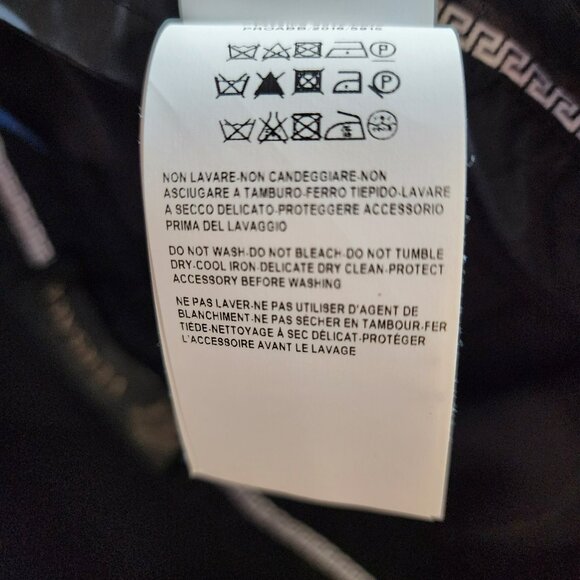 NON LAVARE-NON CANDEGGIARE-NON
ASCIUGARE A TAMBURO-FERRO TIEPIDO-LAVARE
A SECCO DELICATO-PROTEGGERE ACCESSORIO
PRIMA DEL LAVAGGIO
DO NOT WASH-DO NOT BLEACH-DO NOT TUMBLE
DRY-COOL IRON-DELICATE DRY CLEAN-PROTECT
ACCESSORY BEFORE WASHING
NE PAS LAVER-NE PAS UTILISER D'AGENT DE
BLANCHIMENT-NE PAS SÉCHER EN TAMBOUR-FER
TIÈDE-NETTOYAGE À SEC DÉLICAT-PROTÉGER
L'ACCESSOIRE AVANT LE LAVAGE